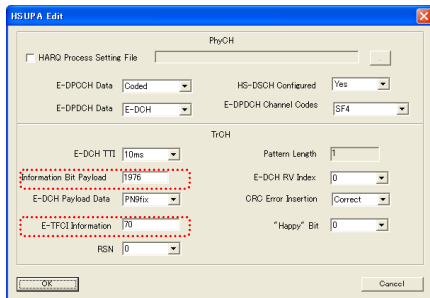 HSUPA Edit
PhyCH
HARQ Process Setting File
...
E-DPCCH Data Coded HS-DSCH Configured Yes
E-DPDCH Data E-DCH E-DPDCH Channel Codes SF4
TrCH
E-DCH TTI 10ms Pattern Length 1
Information Bit Payload 1976 E-DCH RV Index 0
E-DCH Payload Data PN9fix CRC Error Insertion Correct
E-TFCI Information 70 "Happy" Bit 0
RSN 0
OK Cancel